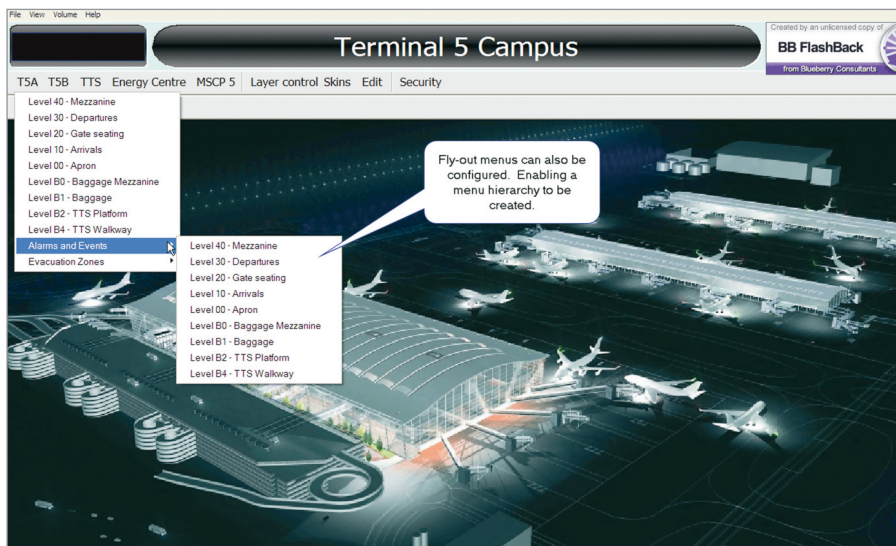 File View Volume Help
Terminal 5 Campus
Created by an unlicensed copy of
BB FlashBack
from Blueberry Consultants
T5A T5B TTS Energy Centre MSCP 5 Layer control Skins Edit Security
Level 40 - Mezzanine
Level 30 - Departures
Level 20 - Gate seating
Level 10 - Arrivals
Level 00 - Apron
Level B0 - Baggage Mezzanine
Level B1 - Baggage
Level B2 - TTS Platform
Level B4 - TTS Walkway
Alarms and Events
Evacuation Zones
Level 40 - Mezzanine
Level 30 - Departures
Level 20 - Gate seating
Level 10 - Arrivals
Level 00 - Apron
Level B0 - Baggage Mezzanine
Level B1 - Baggage
Level B2 - TTS Platform
Level B4 - TTS Walkway
Fly-out menus can also be
configured. Enabling a
menu hierarchy to be
created.